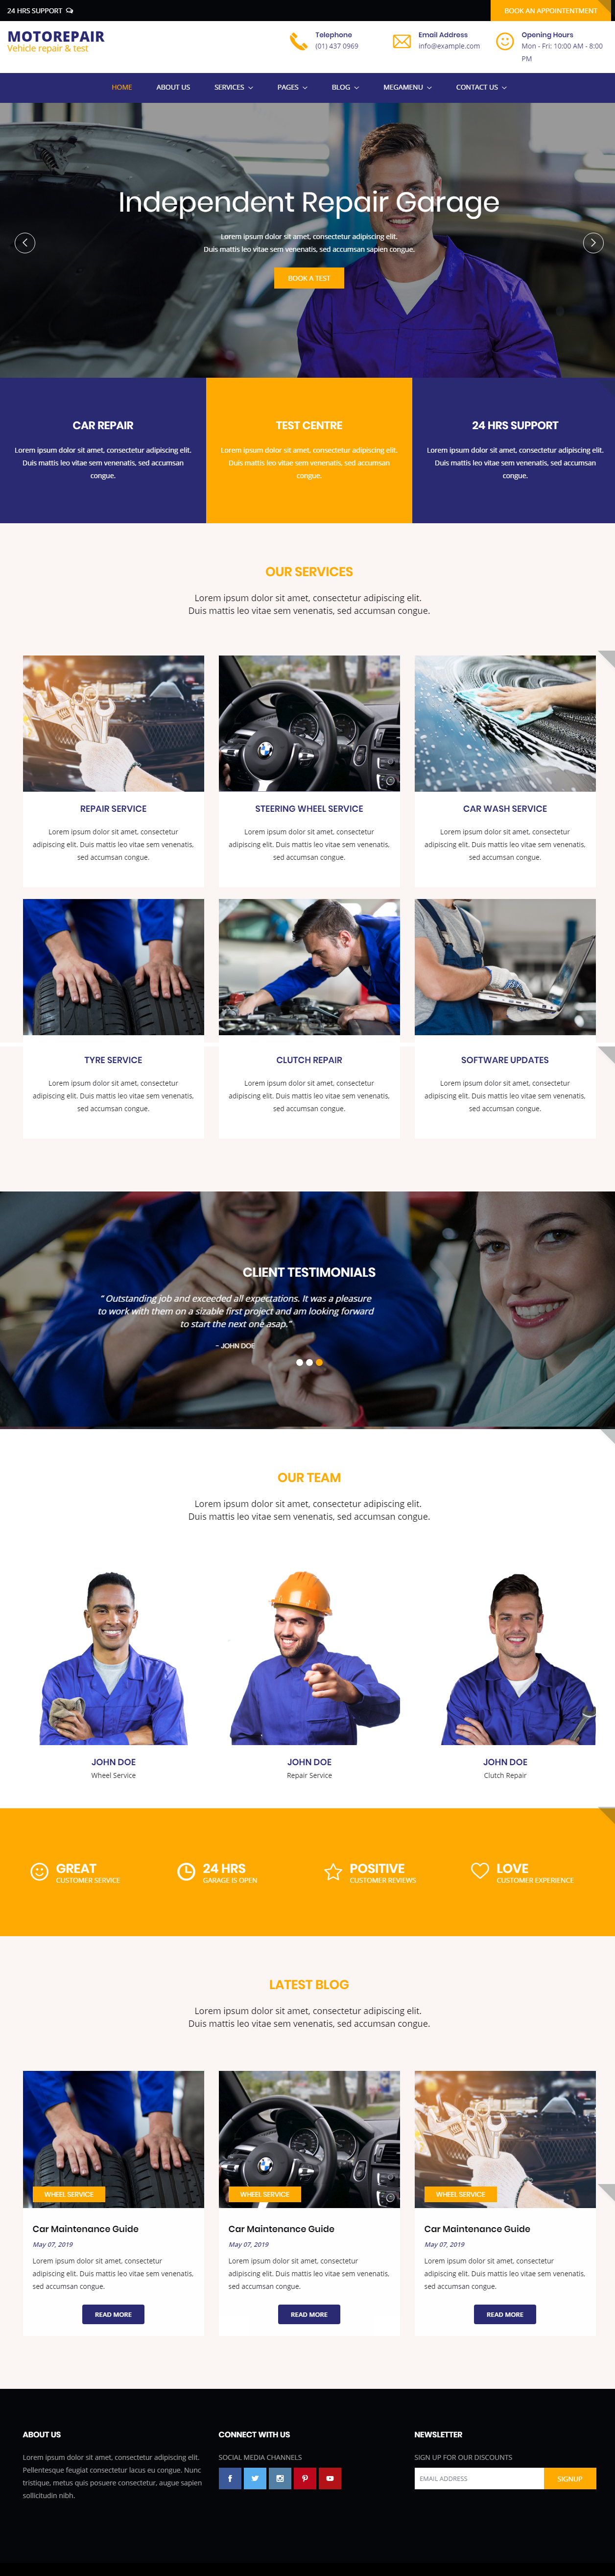 24 HRS SUPPORT
BOOK AN APPOINTENTMENT
MOTOREPAIR
Vehicle repair & test
Telephone
(01) 437 0969
Email Address
info@example.com
Opening Hours
Mon - Fri: 10:00 AM - 8:00
PM
HOME ABOUT US SERVICES PAGES BLOG MEGAMENU CONTACT US
Independent Repair Garage
Lorem ipsum dolor sit amet, consectetur adipiscing elit.
Duis mattis leo vitae sem venenatis, sed accumsan sapien congue.
BOOK A TEST
CAR REPAIR
Lorem ipsum dolor sit amet, consectetur adipiscing elit.
Duis mattis leo vitae sem venenatis, sed accumsan
congue.
TEST CENTRE
Lorem ipsum dolor sit amet, consectetur adipiscing elit.
Duis mattis leo vitae sem venenatis, sed accumsan
congue.
24 HRS SUPPORT
Lorem ipsum dolor sit amet, consectetur adipiscing elit.
Duis mattis leo vitae sem venenatis, sed accumsan
congue.
OUR SERVICES
Lorem ipsum dolor sit amet, consectetur adipiscing elit.
Duis mattis leo vitae sem venenatis, sed accumsan congue.
REPAIR SERVICE
Lorem ipsum dolor sit amet, consectetur
adipiscing elit. Duis mattis leo vitae sem venenatis,
sed accumsan congue.
STEERING WHEEL SERVICE
Lorem ipsum dolor sit amet, consectetur
adipiscing elit. Duis mattis leo vitae sem venenatis,
sed accumsan congue.
CAR WASH SERVICE
Lorem ipsum dolor sit amet, consectetur
adipiscing elit. Duis mattis leo vitae sem venenatis,
sed accumsan congue.
TYRE SERVICE
Lorem ipsum dolor sit amet, consectetur
adipiscing elit. Duis mattis leo vitae sem venenatis,
sed accumsan congue.
CLUTCH REPAIR
Lorem ipsum dolor sit amet, consectetur
adipiscing elit. Duis mattis leo vitae sem venenatis,
sed accumsan congue.
SOFTWARE UPDATES
Lorem ipsum dolor sit amet, consectetur
adipiscing elit. Duis mattis leo vitae sem venenatis,
sed accumsan congue.
CLIENT TESTIMONIALS
“ Outstanding job and exceeded all expectations. It was a pleasure
to work with them on a sizable first project and am looking forward
to start the next one asap.”
- JOHN DOE
OUR TEAM
Lorem ipsum dolor sit amet, consectetur adipiscing elit.
Duis mattis leo vitae sem venenatis, sed accumsan congue.
JOHN DOE
Wheel Service
JOHN DOE
Repair Service
JOHN DOE
Clutch Repair
GREAT
CUSTOMER SERVICE
24 HRS
GARAGE IS OPEN
POSITIVE
CUSTOMER REVIEWS
LOVE
CUSTOMER EXPERIENCE
LATEST BLOG
Lorem ipsum dolor sit amet, consectetur adipiscing elit.
Duis mattis leo vitae sem venenatis, sed accumsan congue.
WHEEL SERVICE
Car Maintenance Guide
May 07, 2019
Lorem ipsum dolor sit amet, consectetur
adipiscing elit. Duis mattis leo vitae sem venenatis,
sed accumsan congue.
READ MORE
WHEEL SERVICE
Car Maintenance Guide
May 07, 2019
Lorem ipsum dolor sit amet, consectetur
adipiscing elit. Duis mattis leo vitae sem venenatis,
sed accumsan congue.
READ MORE
WHEEL SERVICE
Car Maintenance Guide
May 07, 2019
Lorem ipsum dolor sit amet, consectetur
adipiscing elit. Duis mattis leo vitae sem venenatis,
sed accumsan congue.
READ MORE
ABOUT US
Lorem ipsum dolor sit amet, consectetur adipiscing elit.
Pellentesque feugiat consectetur lacus eu congue. Nunc
tristique, metus quis posuere consectetur, augue sapien
sollicitudin nibh.
CONNECT WITH US
SOCIAL MEDIA CHANNELS
NEWSLETTER
SIGN UP FOR OUR DISCOUNTS
EMAIL ADDRESS
SIGNUP